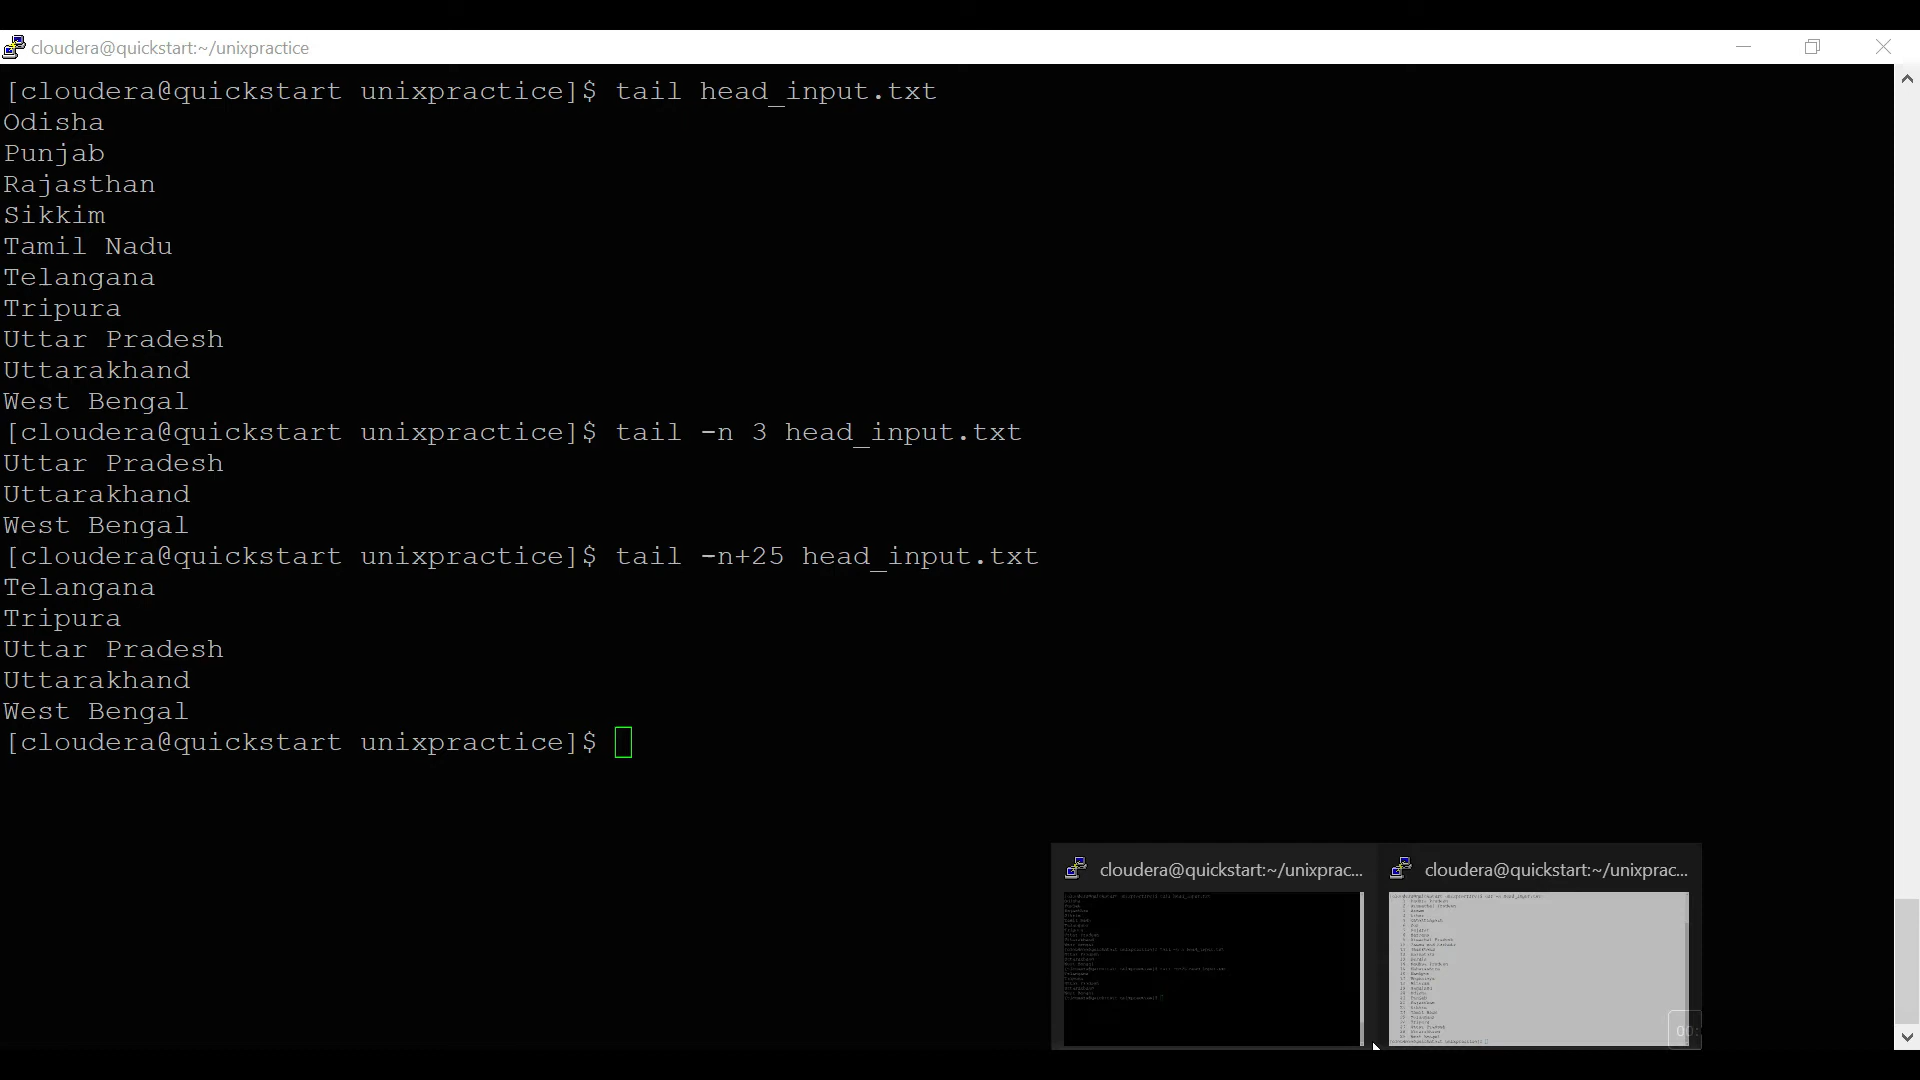 cloudera@quickstart:~/unixpractice
[cloudera@quickstart unixpractice]$ tail head_input.txt
Odisha
Punjab
Rajasthan
Sikkim
Tamil Nadu
Telangana
Tripura
Uttar Pradesh
Uttarakhand
West Bengal
[cloudera@quickstart unixpractice]$ tail -n 3 head_input.txt
Uttar Pradesh
Uttarakhand
West Bengal
[cloudera@quickstart unixpractice]$ tail -n+25 head_input.txt
Telangana
Tripura
Uttar Pradesh
Uttarakhand
West Bengal
[cloudera@quickstart unixpractice]$
cloudera@quickstart:~/unixprac...
cloudera@quickstart:~/unixprac...